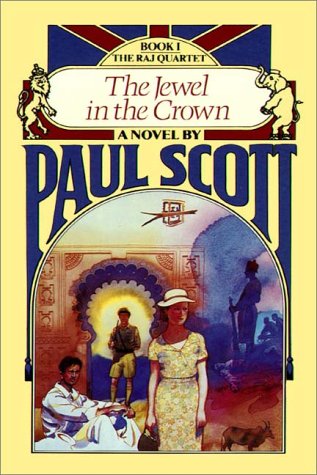 BOOK I
THE RAJ QUARTET
The Jewel
in the Crown
A NOVEL BY
PAUL SCOTT